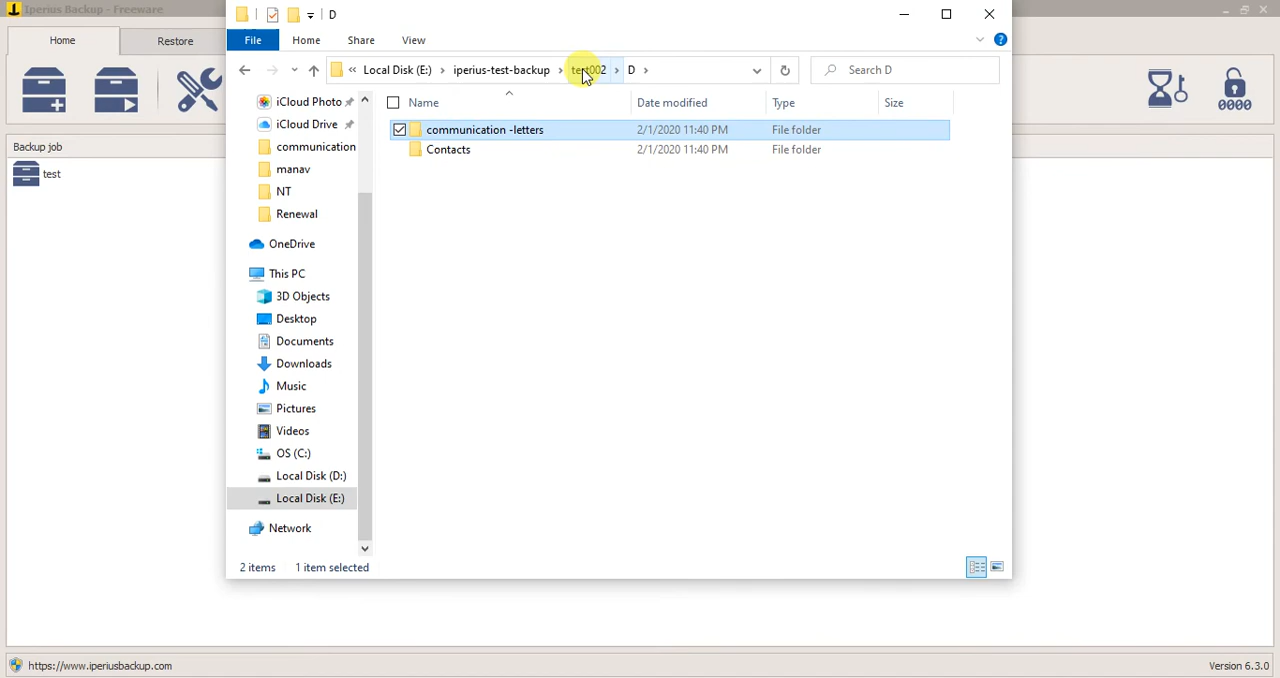 Iperius Backup - Freeware
Home
Restore
Backup job
test
D
File
Home
Share
View
« Local Disk (E:) › iperius-test-backup › test002 › D ›
Search D
Name
Date modified
Type
Size
communication -letters
2/1/2020 11:40 PM
File folder
Contacts
2/1/2020 11:40 PM
File folder
iCloud Photo
iCloud Drive
communication
manav
NT
Renewal
OneDrive
This PC
3D Objects
Desktop
Documents
Downloads
Music
Pictures
Videos
OS (C:)
Local Disk (D:)
Local Disk (E:)
Network
2 items
1 item selected
0000
https://www.iperiusbackup.com
Version 6.3.0